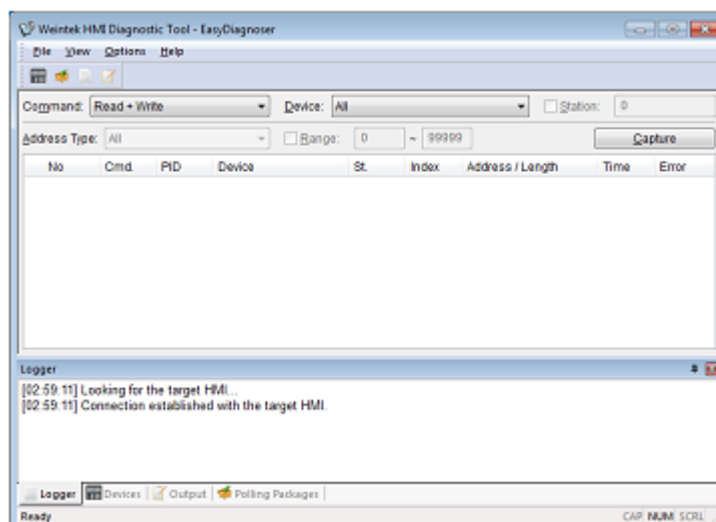 Weintek HMI Diagnostic Tool - EasyDiagnoser
File View Options Help
Command: Read + Write Device: All Station: 0
Address Type: All Range: 0 ~ 99999 Capture
No Cmd. PID Device St. Index Address / Length Time Error
Logger
[02:59:11] Looking for the target HMI...
[02:59:11] Connection established with the target HMI.
Logger Devices Output Polling Packages
Ready CAP NUM SCRL